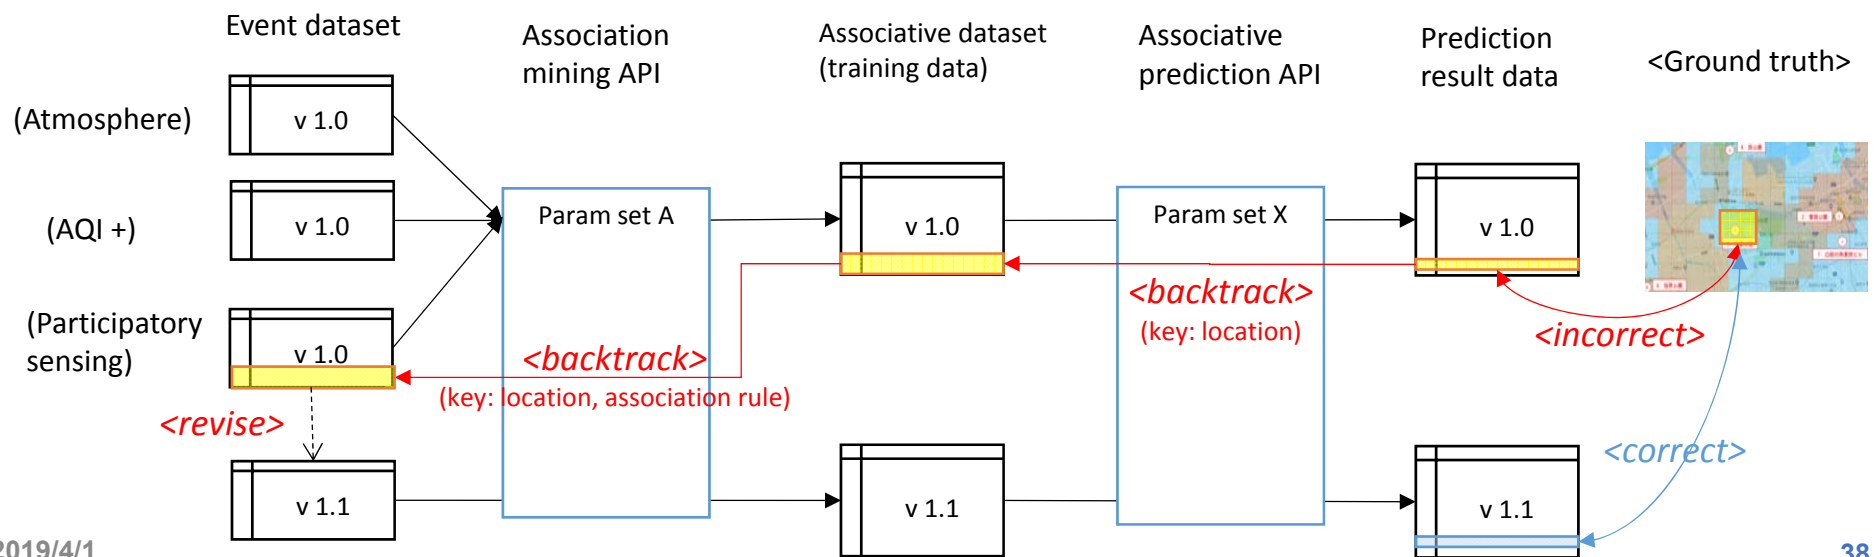 Event dataset
Association
mining API
Associative dataset
(training data)
Associative
prediction API
Prediction
result data
<Ground truth>
(Atmosphere)
v 1.0
(AQI +)
v 1.0
Param set A
v 1.0
Param set X
v 1.0
(Participatory
sensing)
v 1.0
<backtrack>
(key: location, association rule)
<backtrack>
(key: location)
<incorrect>
<revise>
v 1.1
v 1.1
v 1.1
<correct>
2019/4/1
38